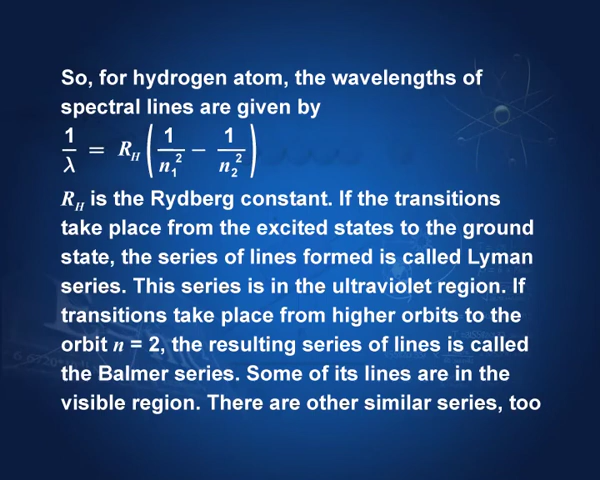 So, for hydrogen atom, the wavelengths of
spectral lines are given by
1/λ = R_H (1/n₁² − 1/n₂²)
R_H is the Rydberg constant. If the transitions
take place from the excited states to the ground
state, the series of lines formed is called Lyman
series. This series is in the ultraviolet region. If
transitions take place from higher orbits to the
orbit n = 2, the resulting series of lines is called
the Balmer series. Some of its lines are in the
visible region. There are other similar series, too